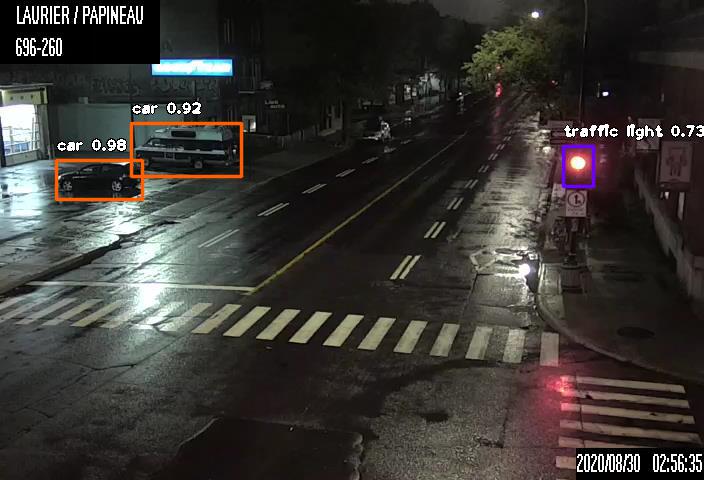 LAURIER / PAPINEAU
696-260
car 0.92
car 0.98
traffic light 0.73
2020/08/30 02:56:35